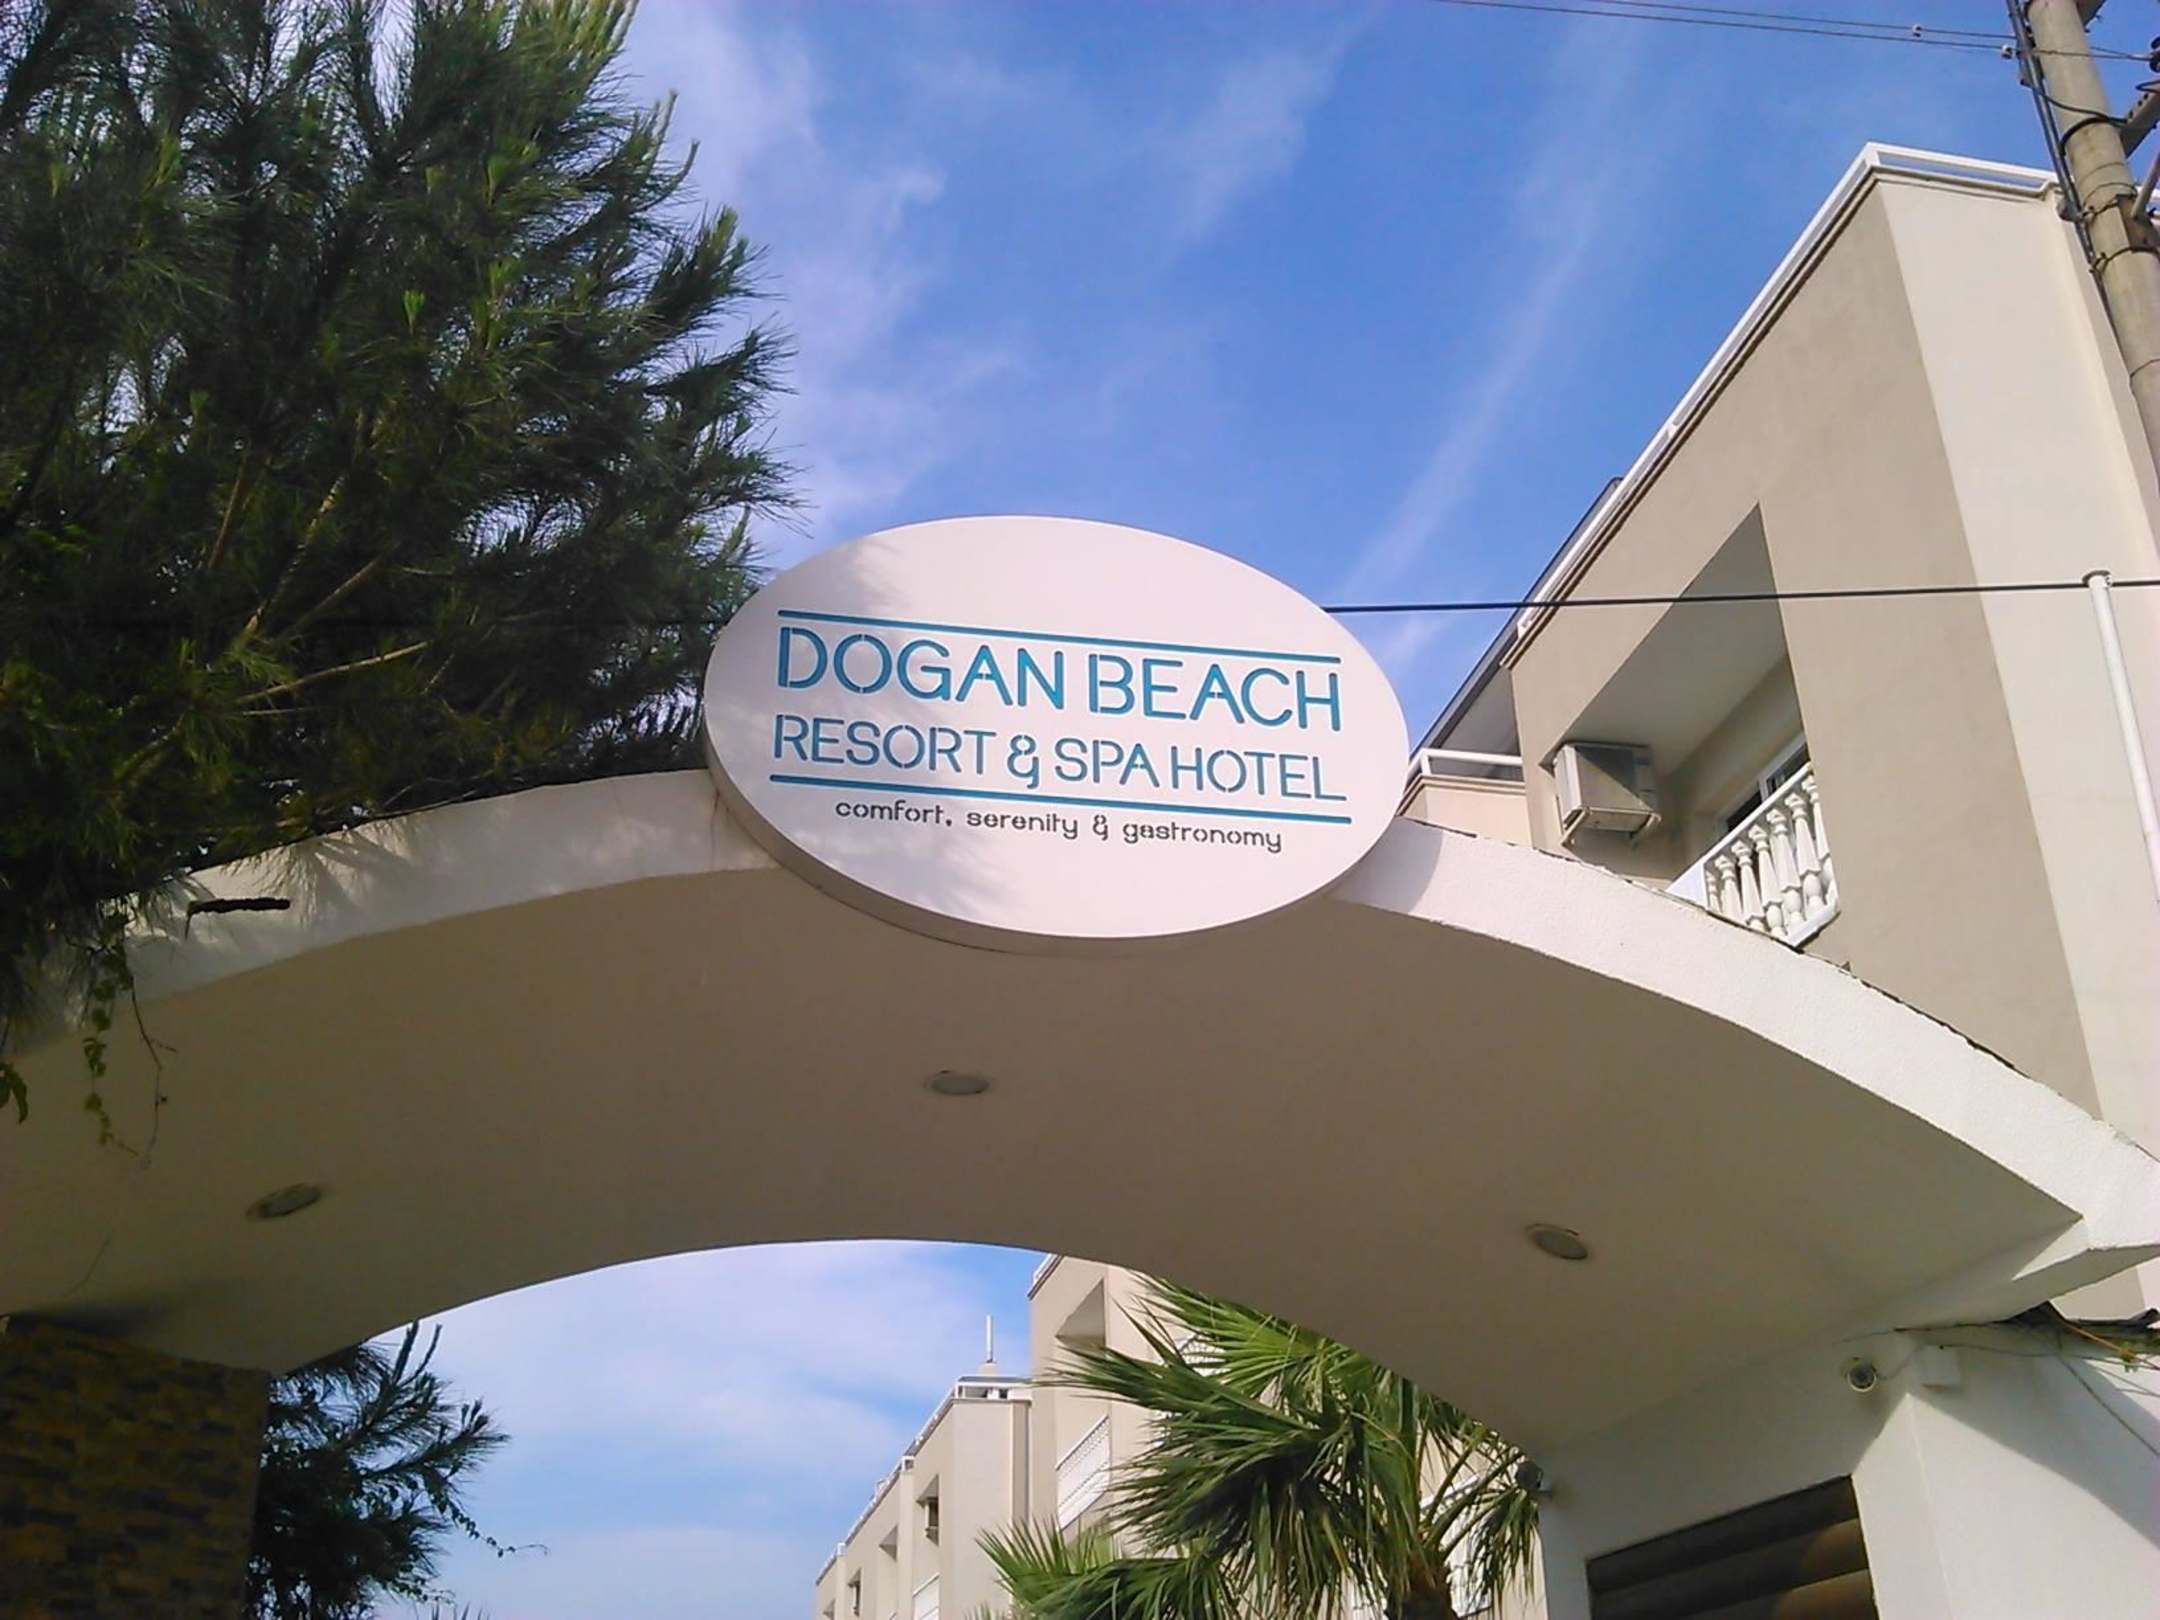 DOGAN BEACH
RESORT & SPA HOTEL
comfort, serenity & gastronomy